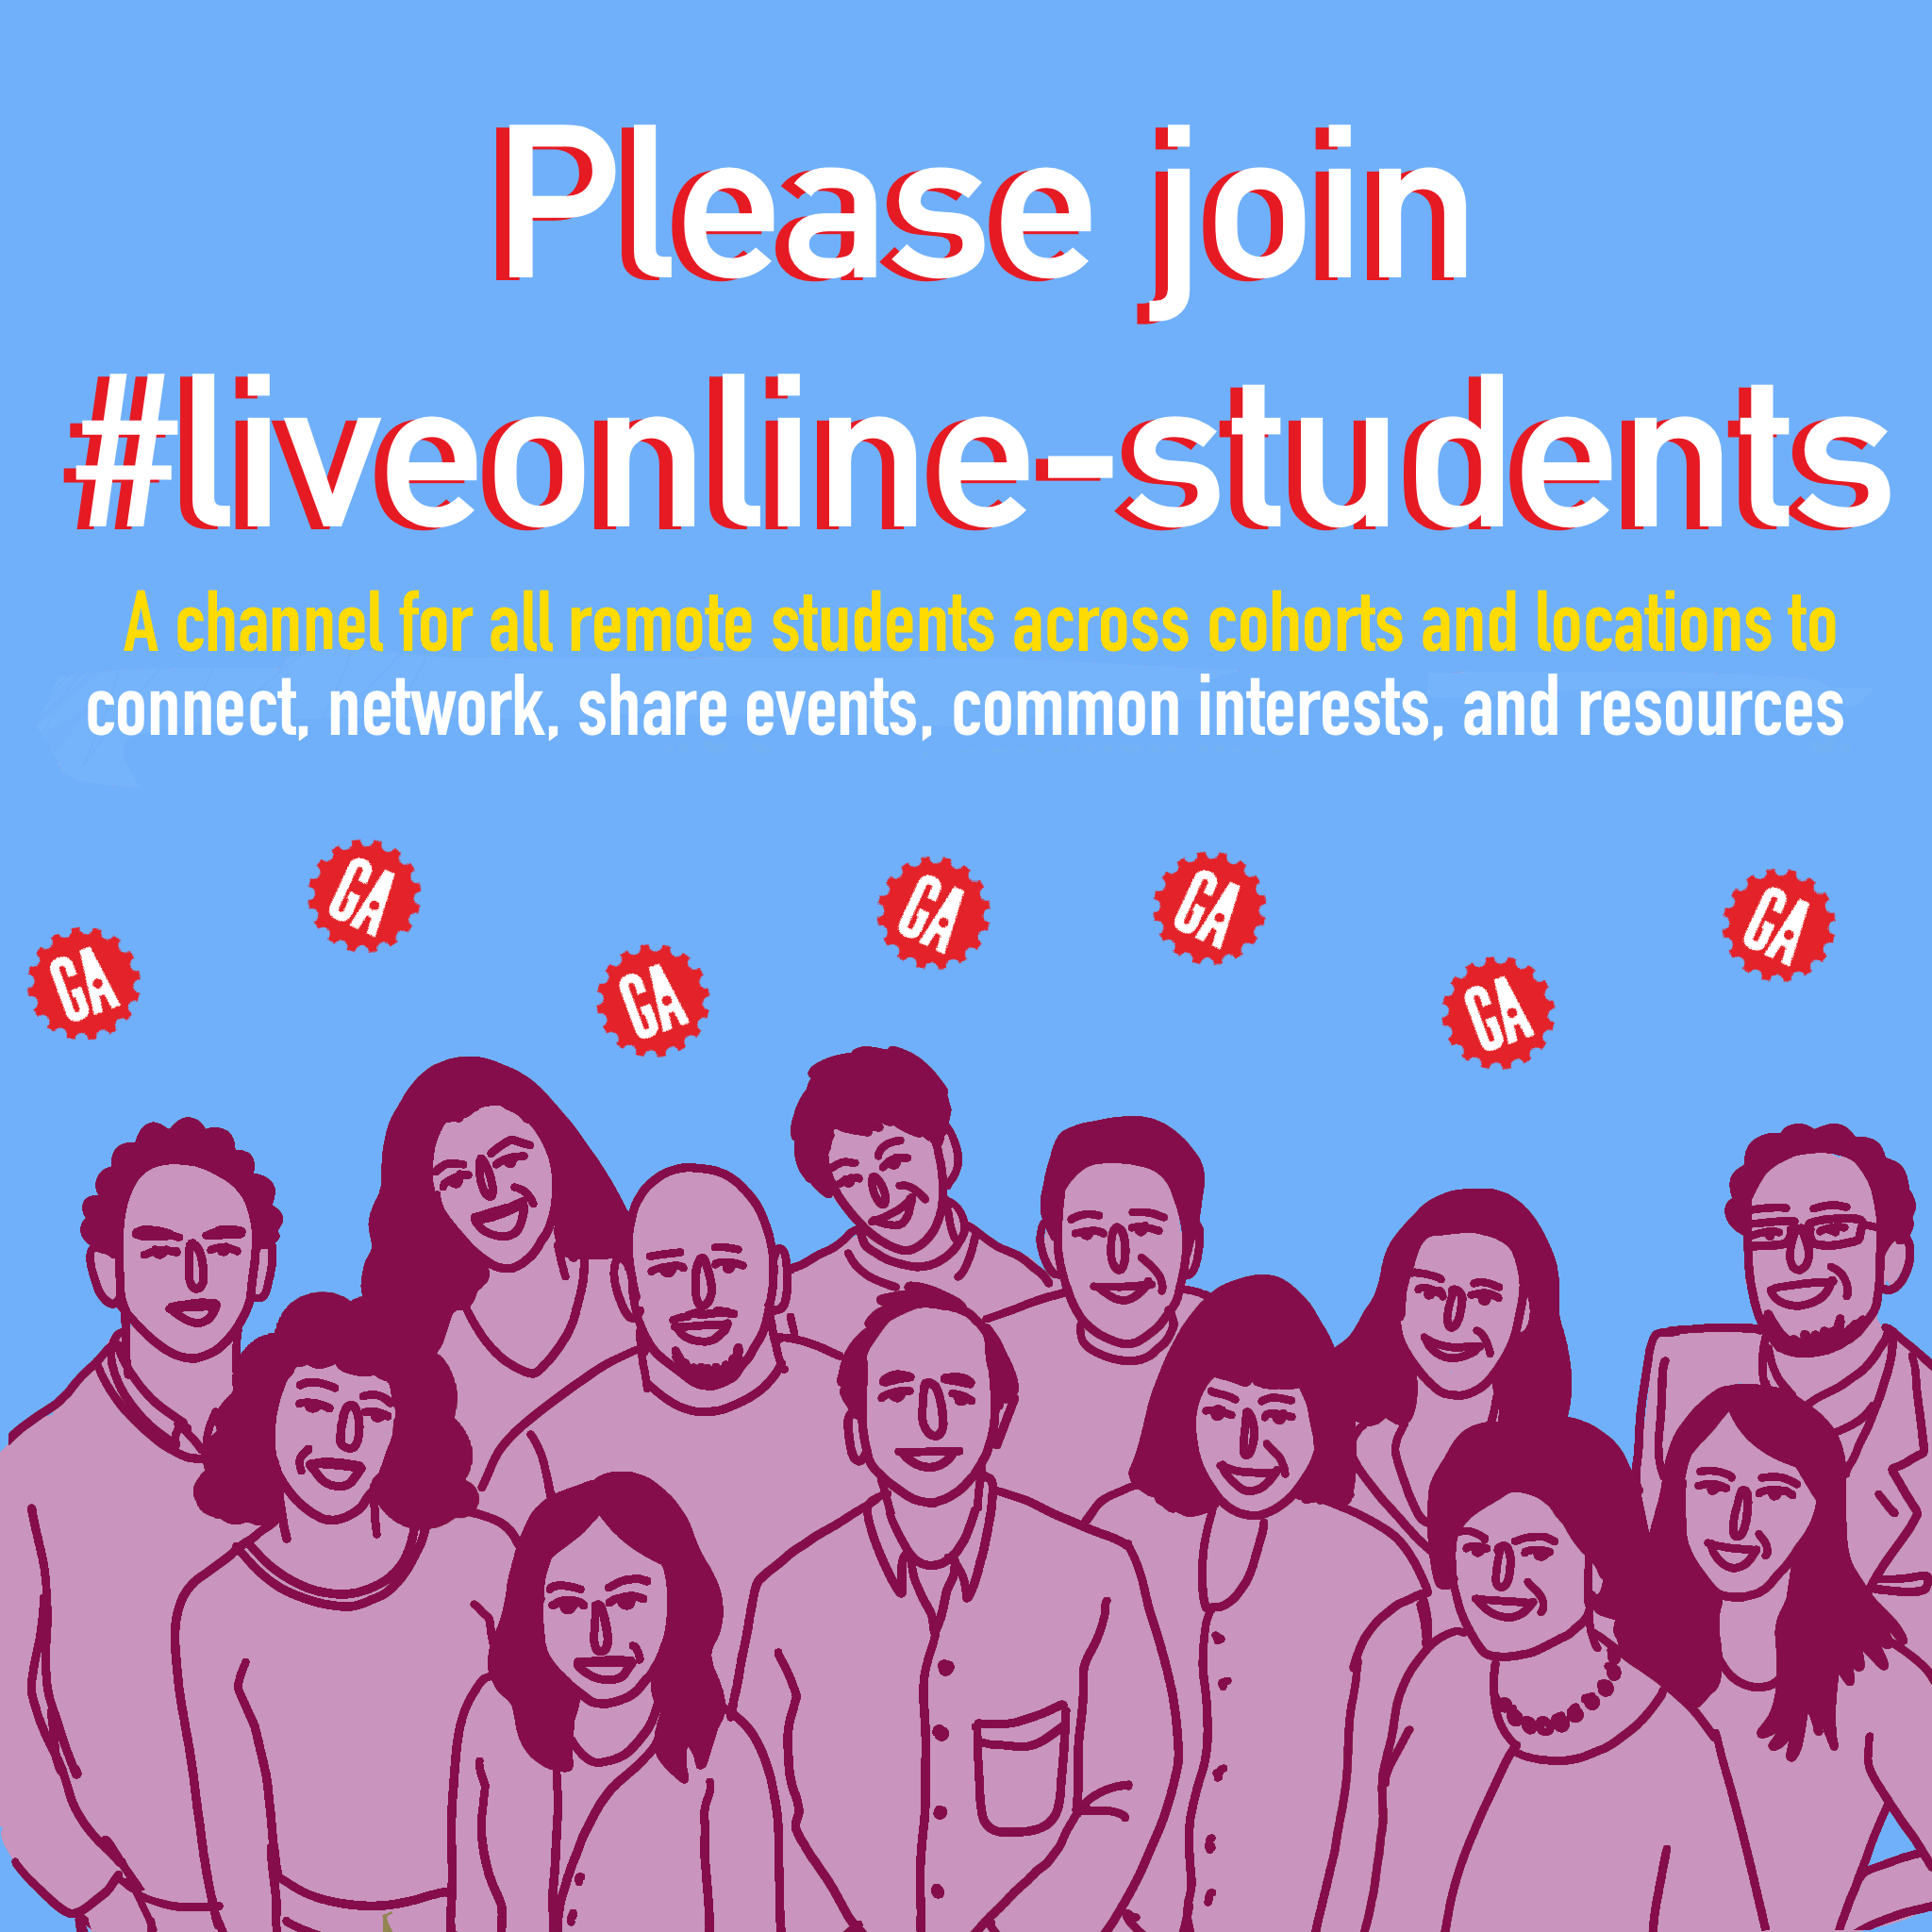 Please join
#liveonline-students
A channel for all remote students across cohorts and locations to
connect, network, share events, common interests, and resources
GA
GA
GA
GA
GA
GA
GA